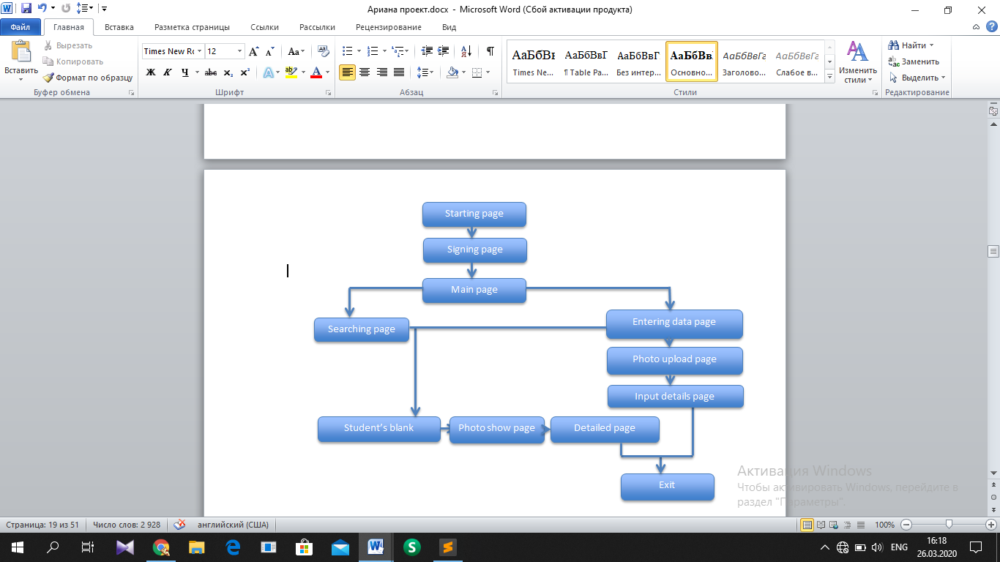 Ариана проект.docx - Microsoft Word (Сбой активации продукта)
Файл Главная Вставка Разметка страницы Ссылки Рассылки Рецензирование Вид
Вставить
Вырезать
Копировать
Формат по образцу
Буфер обмена
Times New Ro 12
Ж К Ч abc x₂ x²
Шрифт
Абзац
АаБбВı АаБбВвГ АаБбВвГ АаБбВв АаБбВвГг АаБбВвГг
Times Ne... ¶ Table Pa... Без интер... Основно... Заголово... Слабое в...
Стили
Изменить
стили
Найти
Заменить
Выделить
Редактирование
Starting page
Signing page
Main page
Searching page
Entering data page
Photo upload page
Input details page
Student’s blank
Photo show page
Detailed page
Exit
Активация Windows
Чтобы активировать Windows, перейдите в
раздел "Параметры".
Страница: 19 из 51 Число слов: 2 928 английский (США) 100%
ENG
16:18
26.03.2020